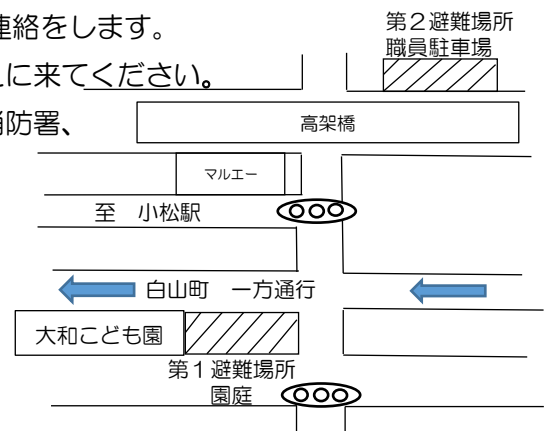 連絡をします。
に来てください。
消防署、
第２避難場所
職員駐車場
高架橋
マルエー
至　小松駅
白山町　一方通行
大和こども園
第１避難場所
園庭